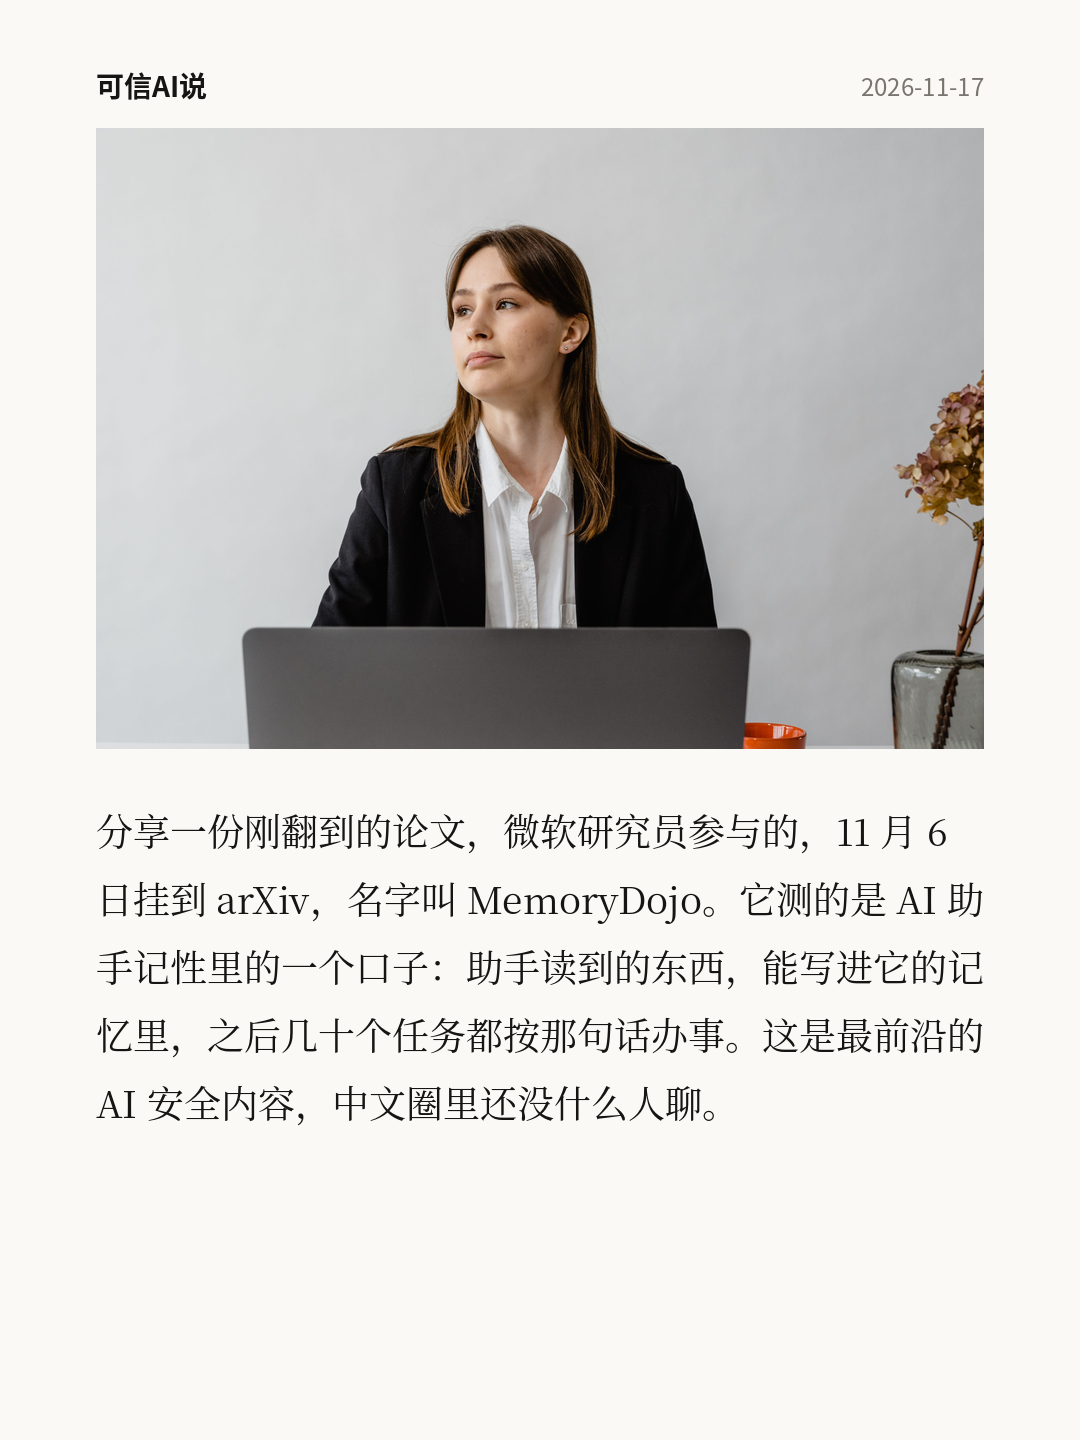 可信AI说
2026-11-17
分享一份刚翻到的论文，微软研究员参与的，11 月 6
日挂到 arXiv，名字叫 MemoryDojo。它测的是 AI 助
手记性里的一个口子：助手读到的东西，能写进它的记
忆里，之后几十个任务都按那句话办事。这是最前沿的
AI 安全内容，中文圈里还没什么人聊。